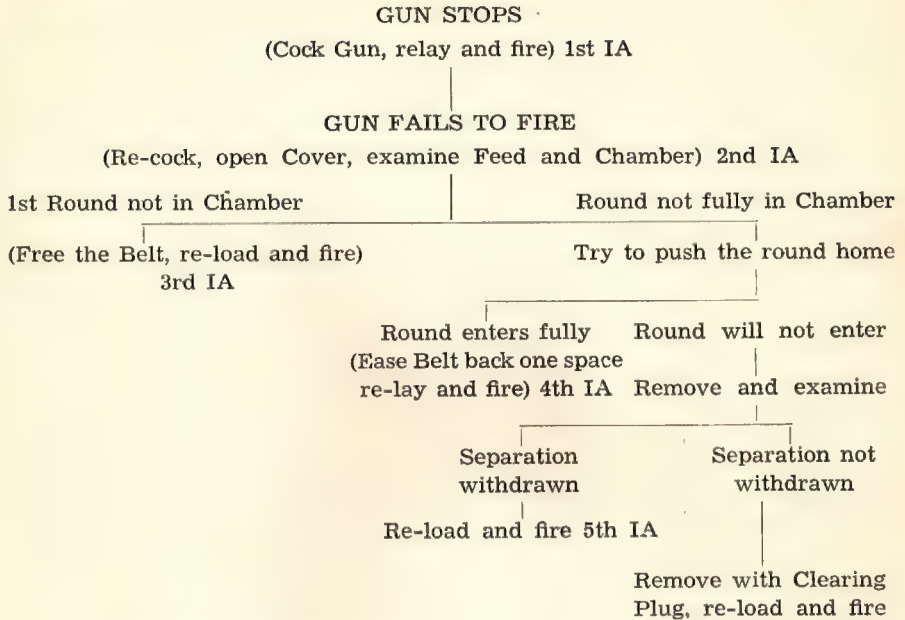 GUN STOPS
(Cock Gun, relay and fire) 1st IA
GUN FAILS TO FIRE
(Re-cock, open Cover, examine Feed and Chamber) 2nd IA
1st Round not in Chamber
Round not fully in Chamber
(Free the Belt, re-load and fire)
3rd IA
Try to push the round home
Round enters fully
(Ease Belt back one space
re-lay and fire) 4th IA
Round will not enter
Remove and examine
Separation
withdrawn
Re-load and fire 5th IA
Separation not
withdrawn
Remove with Clearing
Plug, re-load and fire